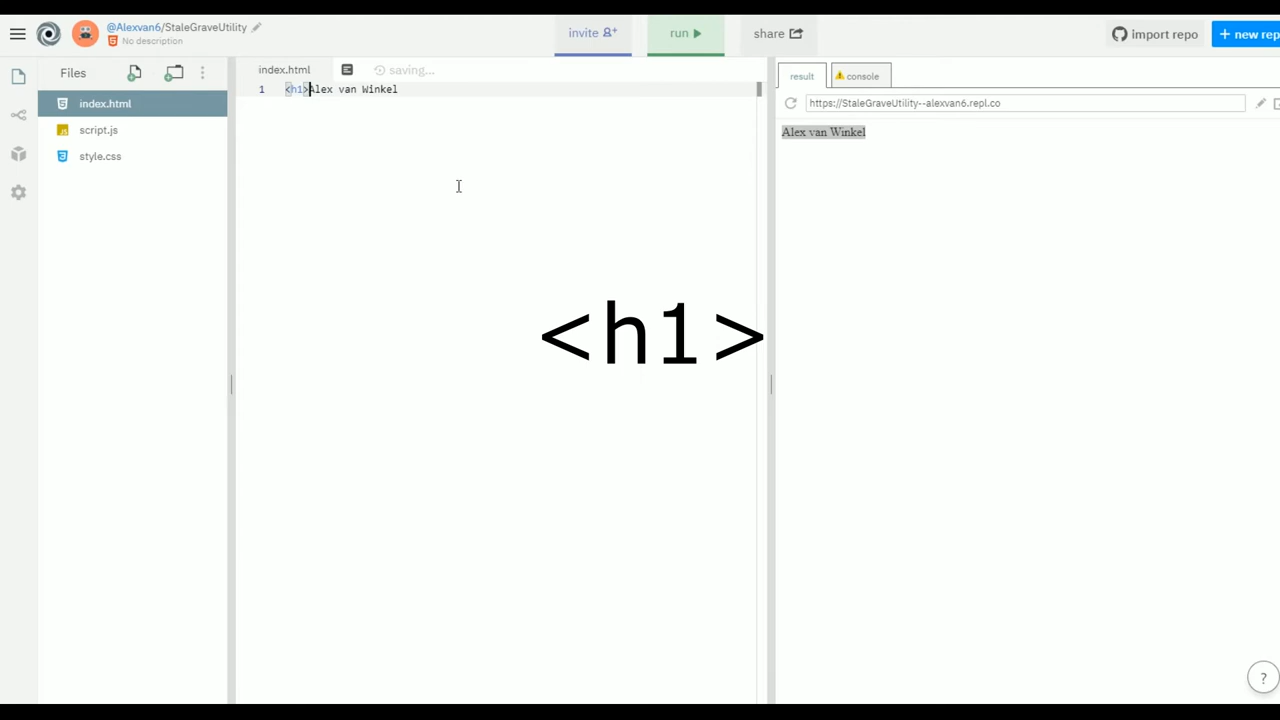 @Alexvan6/StaleGraveUtility
No description
invite
run
share
import repo
+ new rep
Files
index.html
script.js
style.css
index.html
saving...
1 <h1>Alex van Winkel
<h1>
result
console
https://StaleGraveUtility--alexvan6.repl.co
Alex van Winkel
?